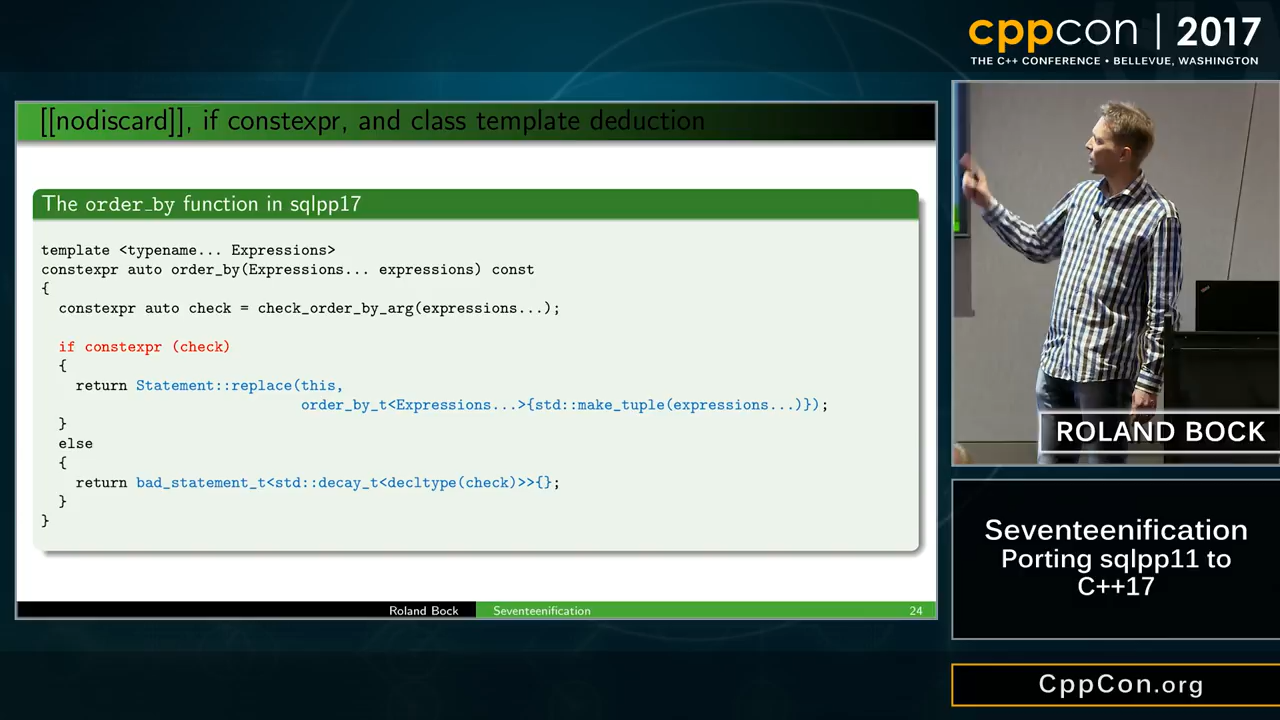 cppcon | 2017
THE C++ CONFERENCE • BELLEVUE, WASHINGTON
[[nodiscard]], if constexpr, and class template deduction
The order_by function in sqlpp17
template <typename... Expressions>
constexpr auto order_by(Expressions... expressions) const
{
  constexpr auto check = check_order_by_arg(expressions...);
  if constexpr (check)
  {
    return Statement::replace(this,
                              order_by_t<Expressions...>{std::make_tuple(expressions...)});
  }
  else
  {
    return bad_statement_t<std::decay_t<decltype(check)>>{};
  }
}
Roland Bock
Seventeenification
24
ROLAND BOCK
Seventeenification
Porting sqlpp11 to
C++17
CppCon.org